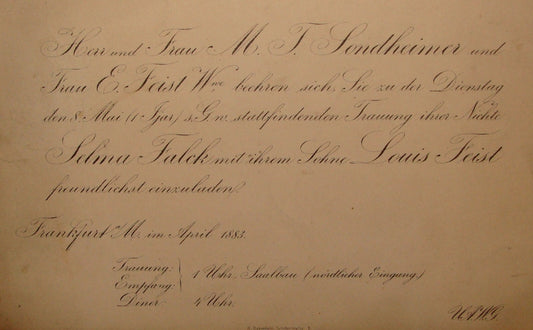 Herr und Frau M. T. Sondheimer und
Frau E. Feist Wwe beehren sich, Sie zu der Dienstag
den 8. Mai (1 Ijar) s. G. w. stattfindenden Trauung ihrer Nichte
Selma Falck mit ihrem Sohne Louis Feist
freundlichst einzuladen.
Frankfurt a/M. im April 1883.
Trauung:
Empfang: 1 Uhr, Saalbau (nördlicher Eingang)
Diner: 4 Uhr.
U.A.W.G.